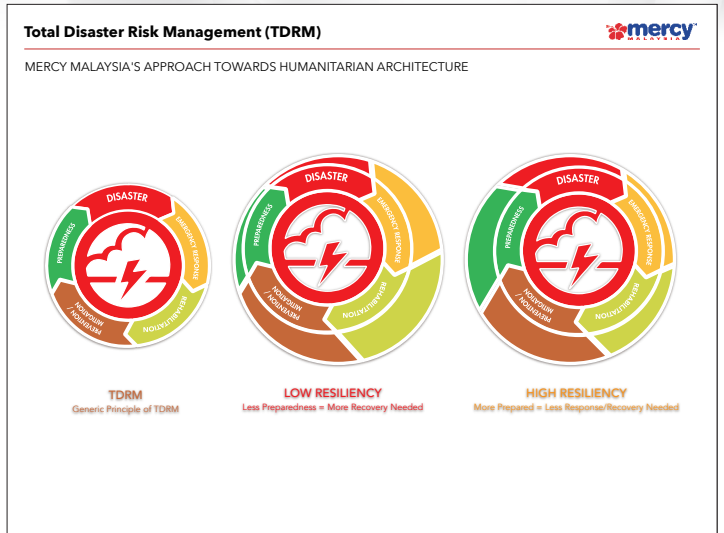 Total Disaster Risk Management (TDRM)
mercy
MALAYSIA
MERCY MALAYSIA'S APPROACH TOWARDS HUMANITARIAN ARCHITECTURE
DISASTER
EMERGENCY RESPONSE
REHABILITATION
PREVENTION /
MITIGATION
PREPAREDNESS
DISASTER
EMERGENCY RESPONSE
REHABILITATION
PREVENTION /
MITIGATION
PREPAREDNESS
DISASTER
EMERGENCY RESPONSE
REHABILITATION
PREVENTION /
MITIGATION
PREPAREDNESS
TDRM
Generic Principle of TDRM
LOW RESILIENCY
Less Preparedness = More Recovery Needed
HIGH RESILIENCY
More Prepared = Less Response/Recovery Needed